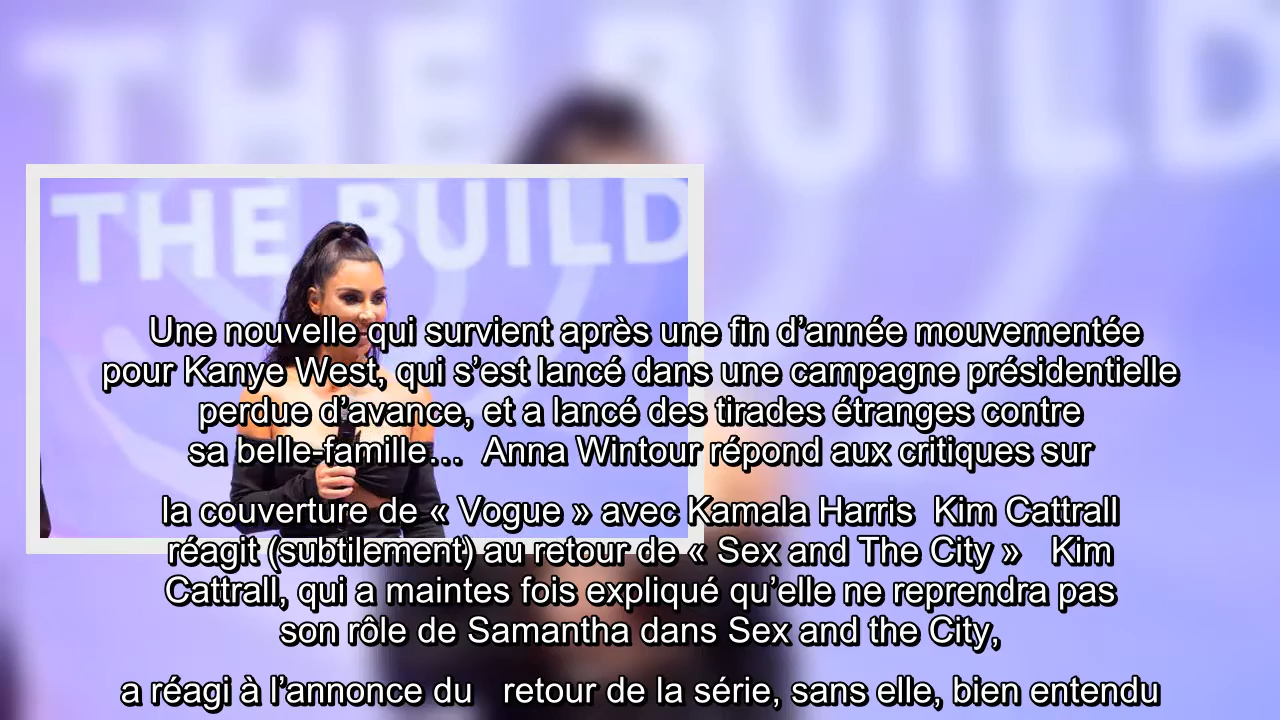 THE BUILD
THE BUILD
Une nouvelle qui survient après une fin d’année mouvementée
pour Kanye West, qui s’est lancé dans une campagne présidentielle
perdue d’avance, et a lancé des tirades étranges contre
sa belle-famille… Anna Wintour répond aux critiques sur
la couverture de « Vogue » avec Kamala Harris Kim Cattrall
réagit (subtilement) au retour de « Sex and The City » Kim
Cattrall, qui a maintes fois expliqué qu’elle ne reprendra pas
son rôle de Samantha dans Sex and the City,
a réagi à l’annonce du retour de la série, sans elle, bien entendu